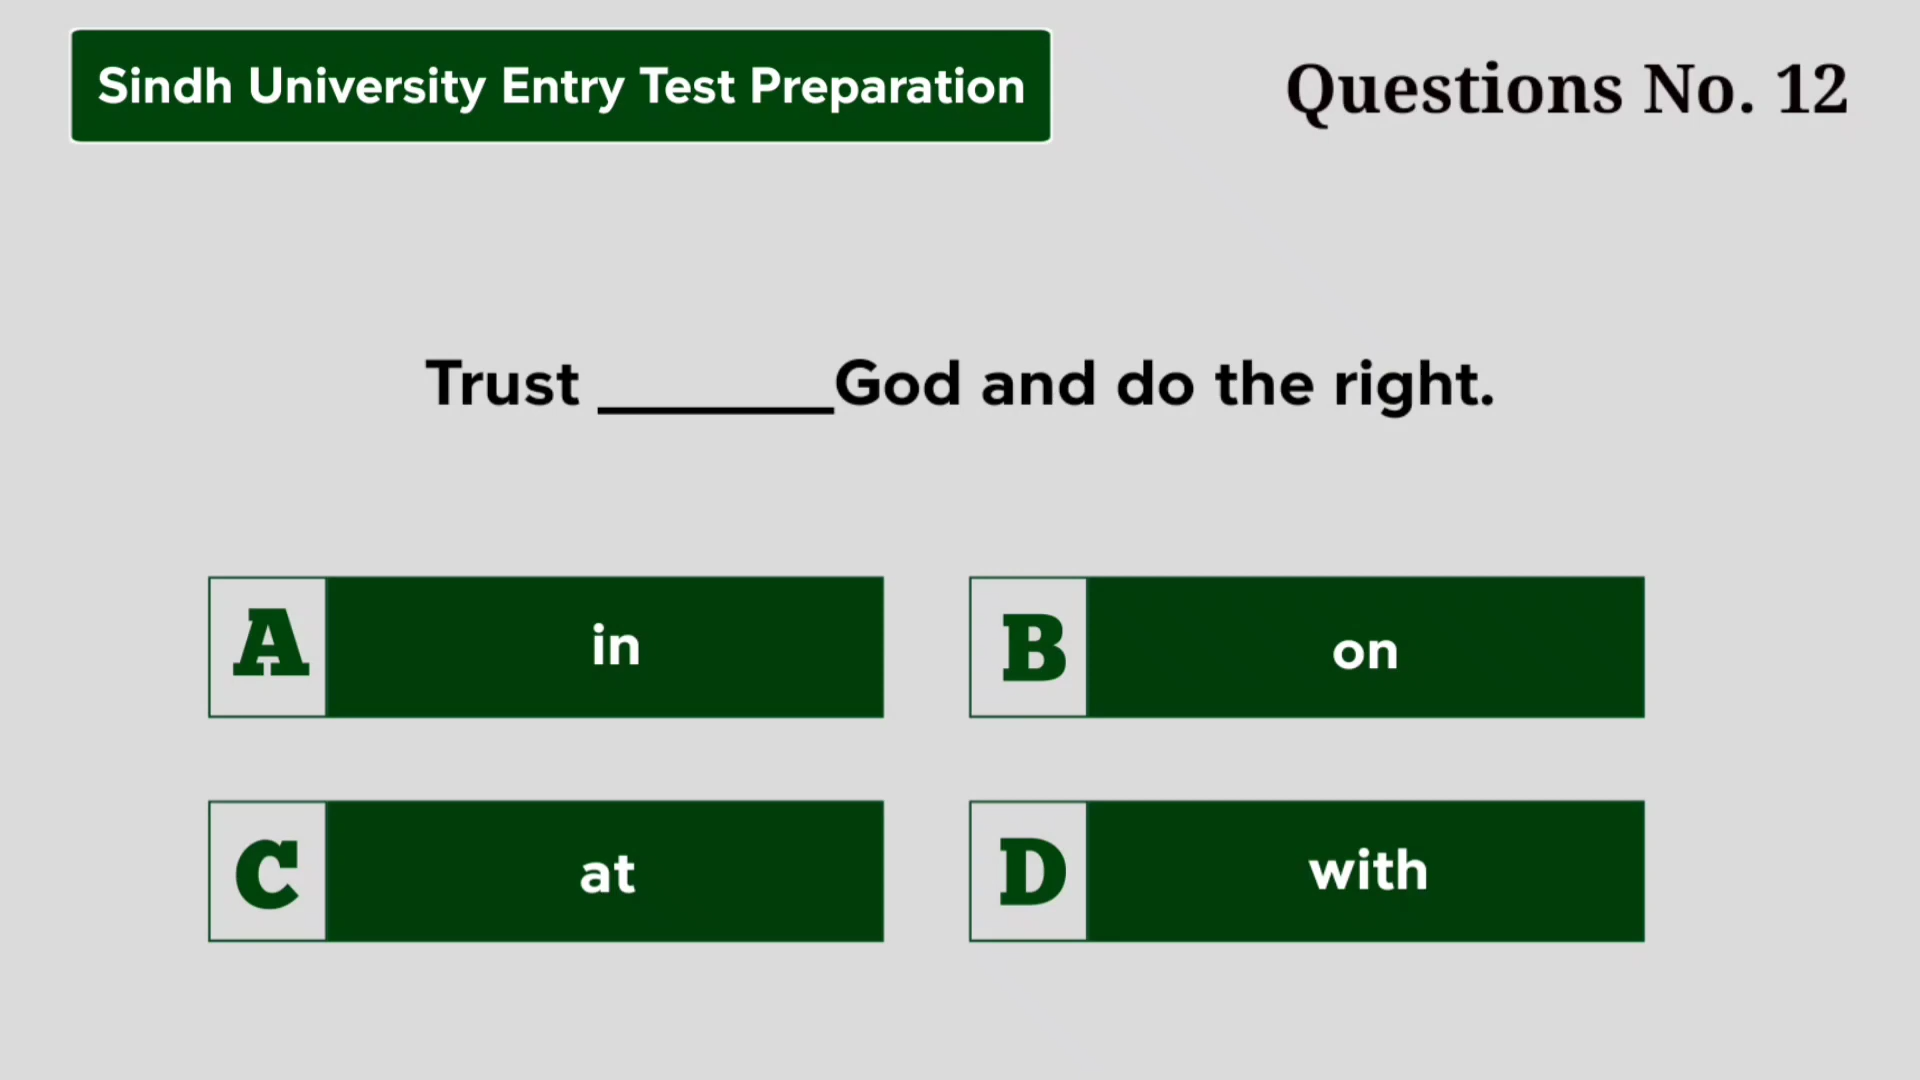 Sindh University Entry Test Preparation
Questions No. 12
Trust _______God and do the right.
A in
B on
C at
D with